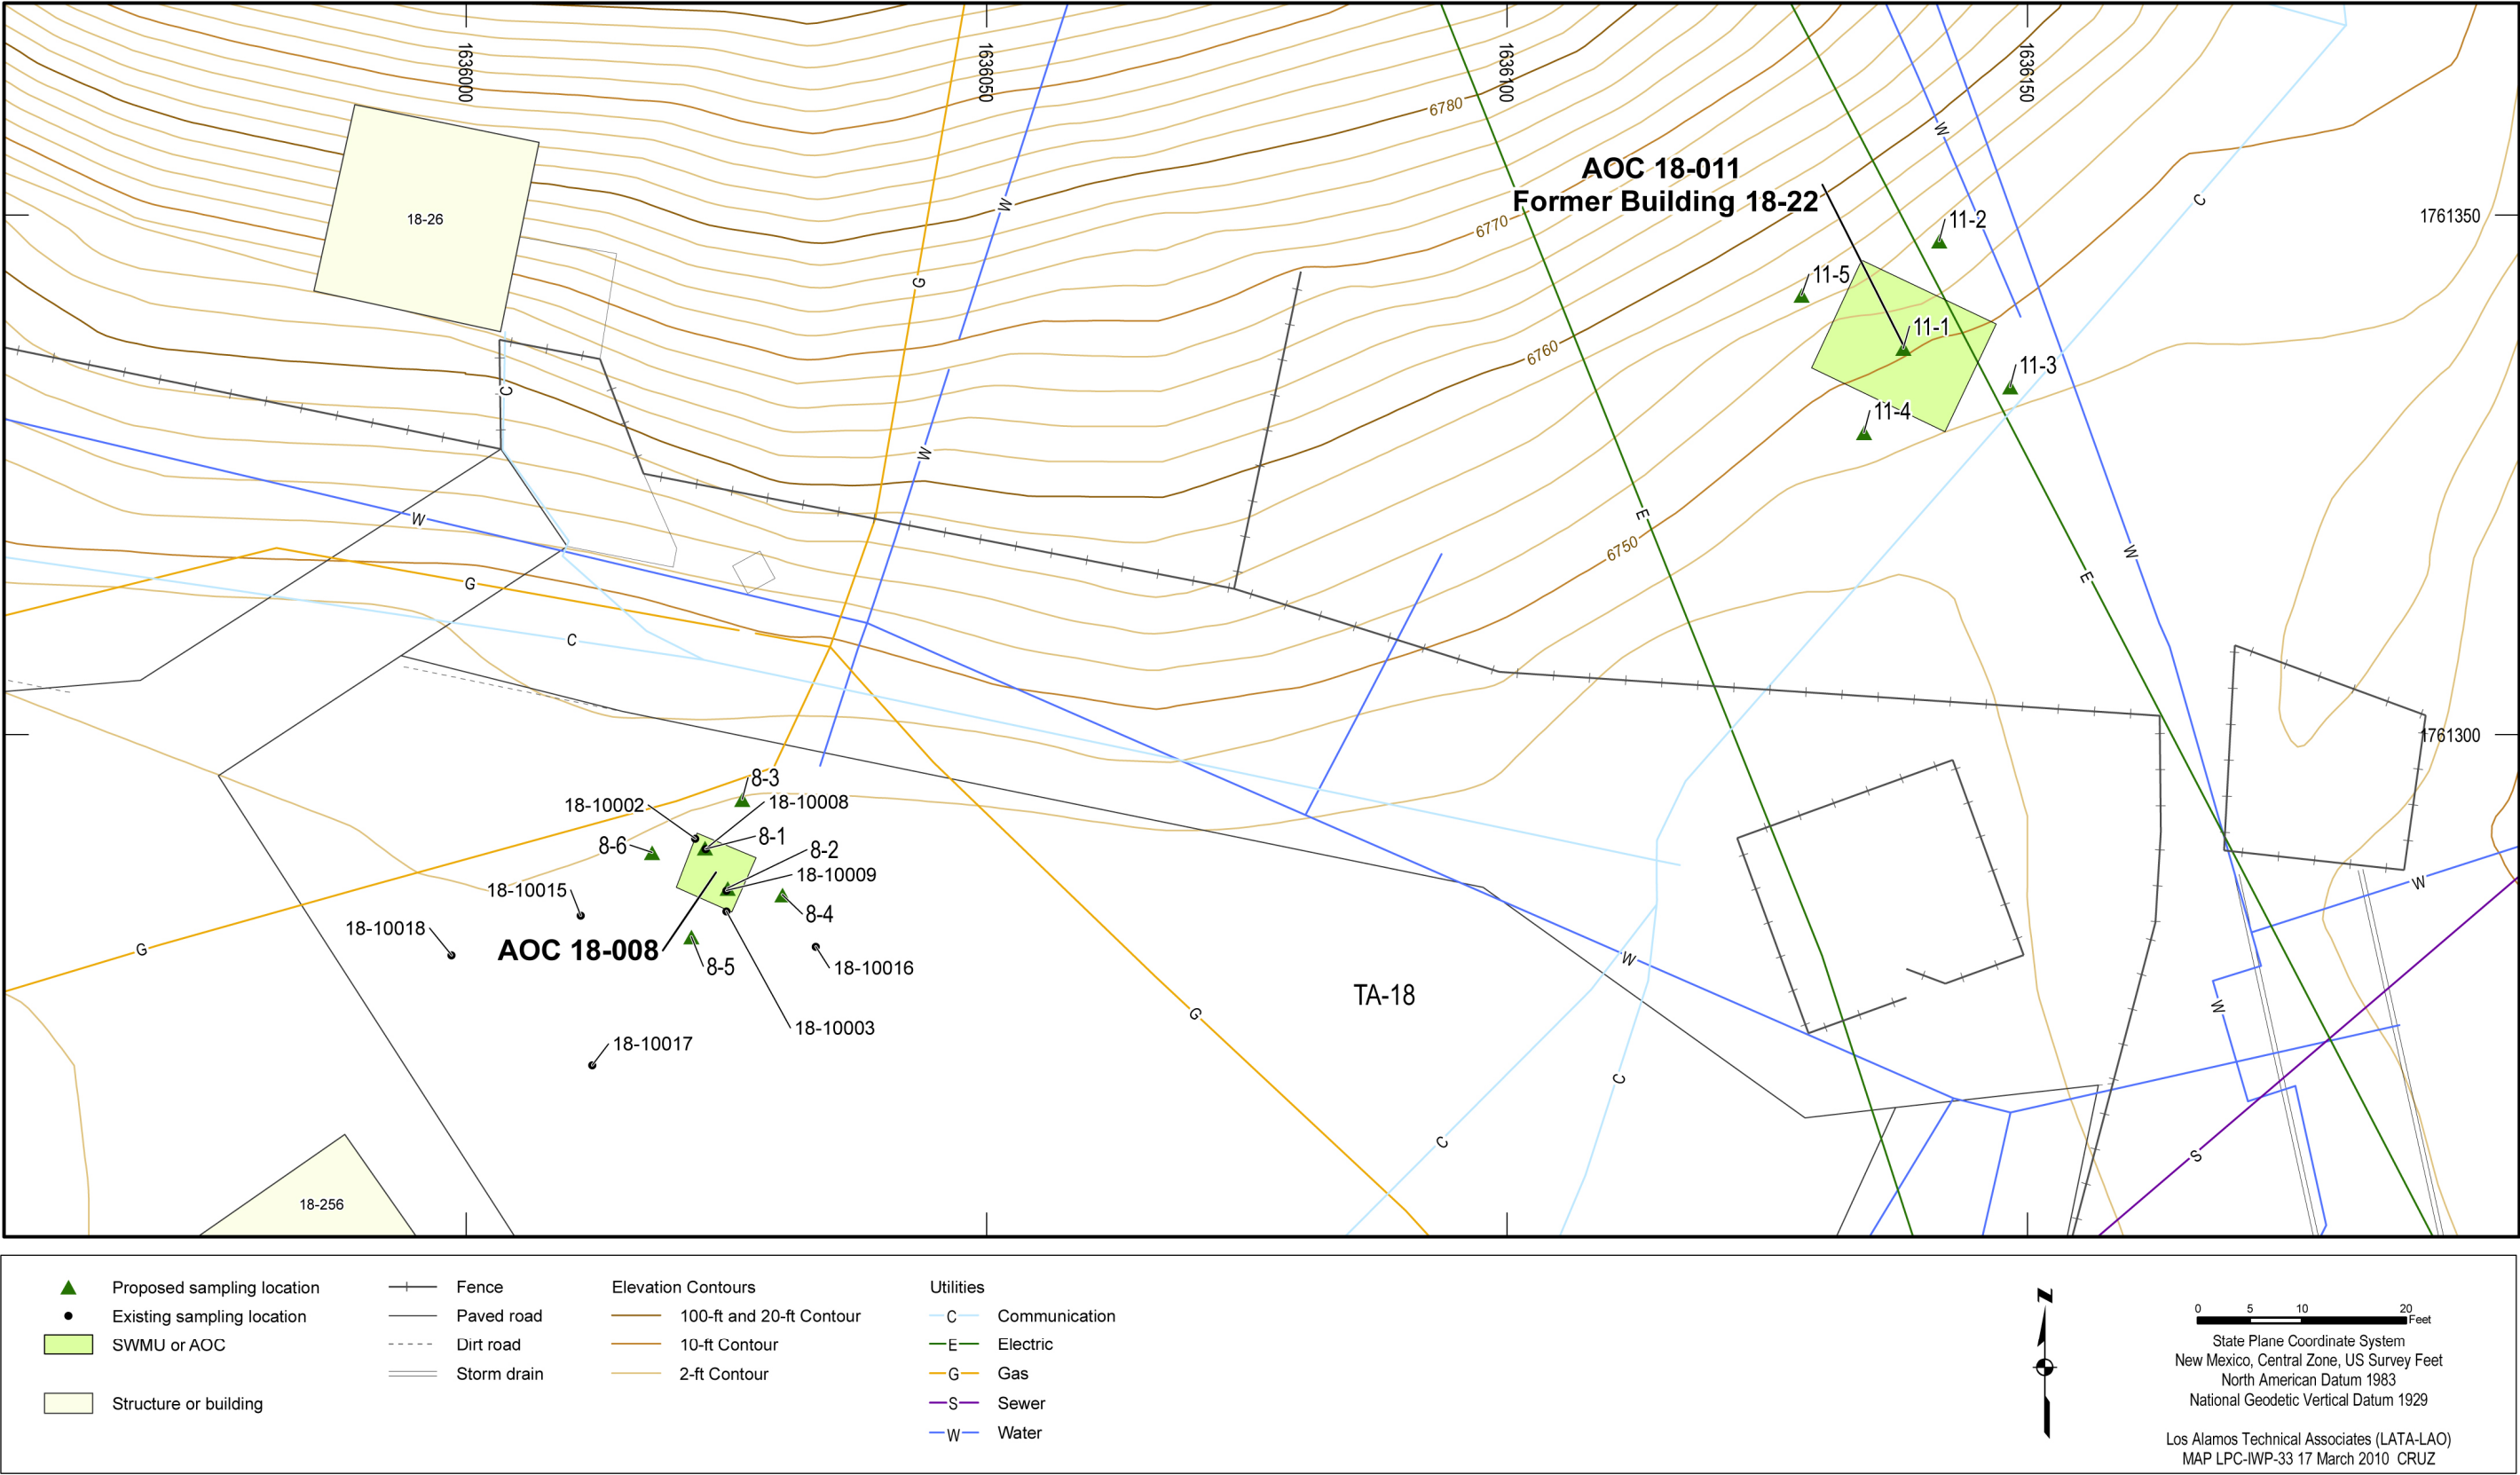 1636000
1636050
1636100
1636150
6780
W
AOC 18-011
Former Building 18-22
W
C
18-26
6770
11-2
1761350
G
11-5
11-1
6760
11-3
C
11-4
W
W
E
6750
W
G
E
C
1761300
8-3
18-10002
18-10008
8-1
8-6
8-2
18-10009
18-10015
8-4
W
18-10018
G
AOC 18-008
8-5
18-10016
W
TA-18
W
G
18-10003
18-10017
C
C
S
18-256
Proposed sampling location
Existing sampling location
SWMU or AOC
Structure or building
Fence
Paved road
Dirt road
Storm drain
Elevation Contours
100-ft and 20-ft Contour
10-ft Contour
2-ft Contour
Utilities
C Communication
E Electric
G Gas
S Sewer
W Water
N
0 5 10 20
Feet
State Plane Coordinate System
New Mexico, Central Zone, US Survey Feet
North American Datum 1983
National Geodetic Vertical Datum 1929
Los Alamos Technical Associates (LATA-LAO)
MAP LPC-IWP-33 17 March 2010 CRUZ